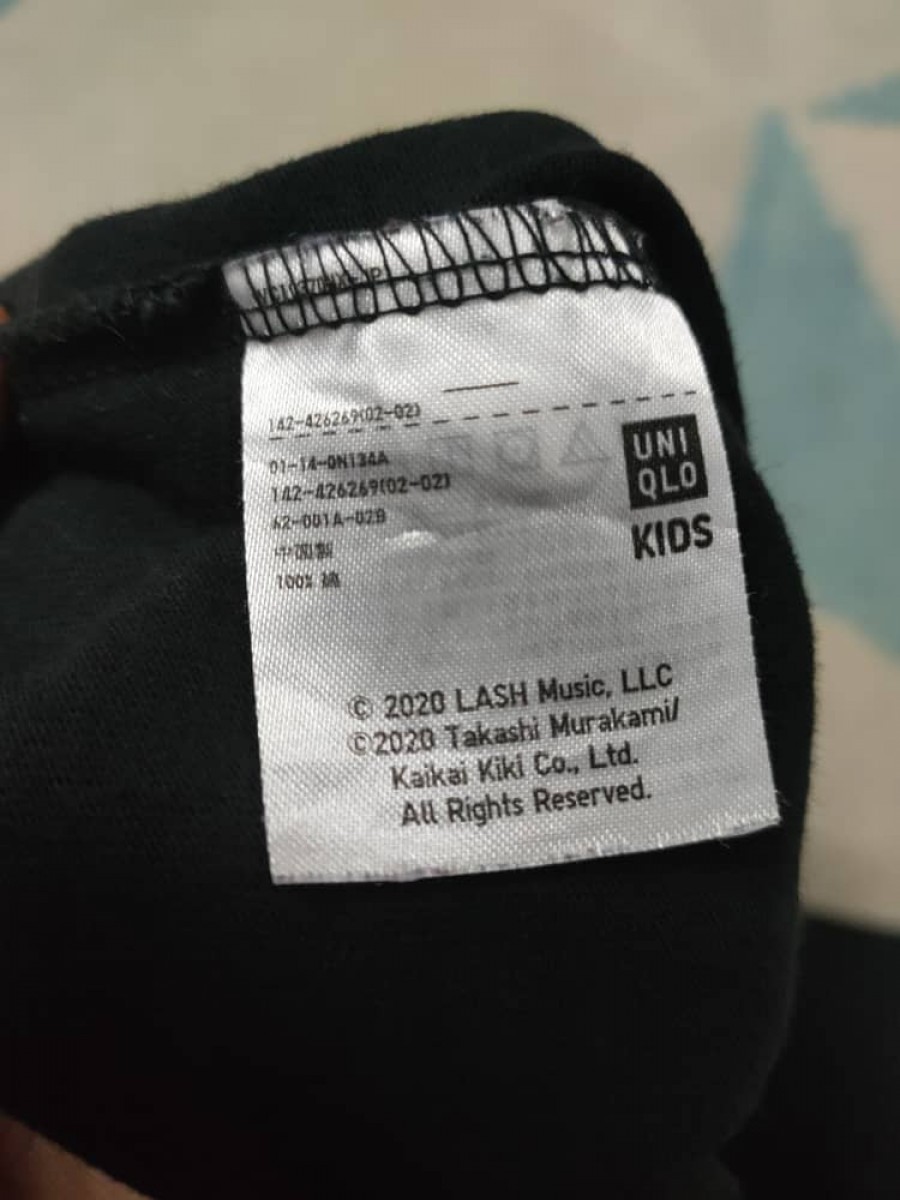 142-426269(02-02)
01-14-0N134A
142-426269(02-02)
62-001A-02B
中国製
100% 綿
UNI
QLO
KIDS
© 2020 LASH Music, LLC
©2020 Takashi Murakami/
Kaikai Kiki Co., Ltd.
All Rights Reserved.